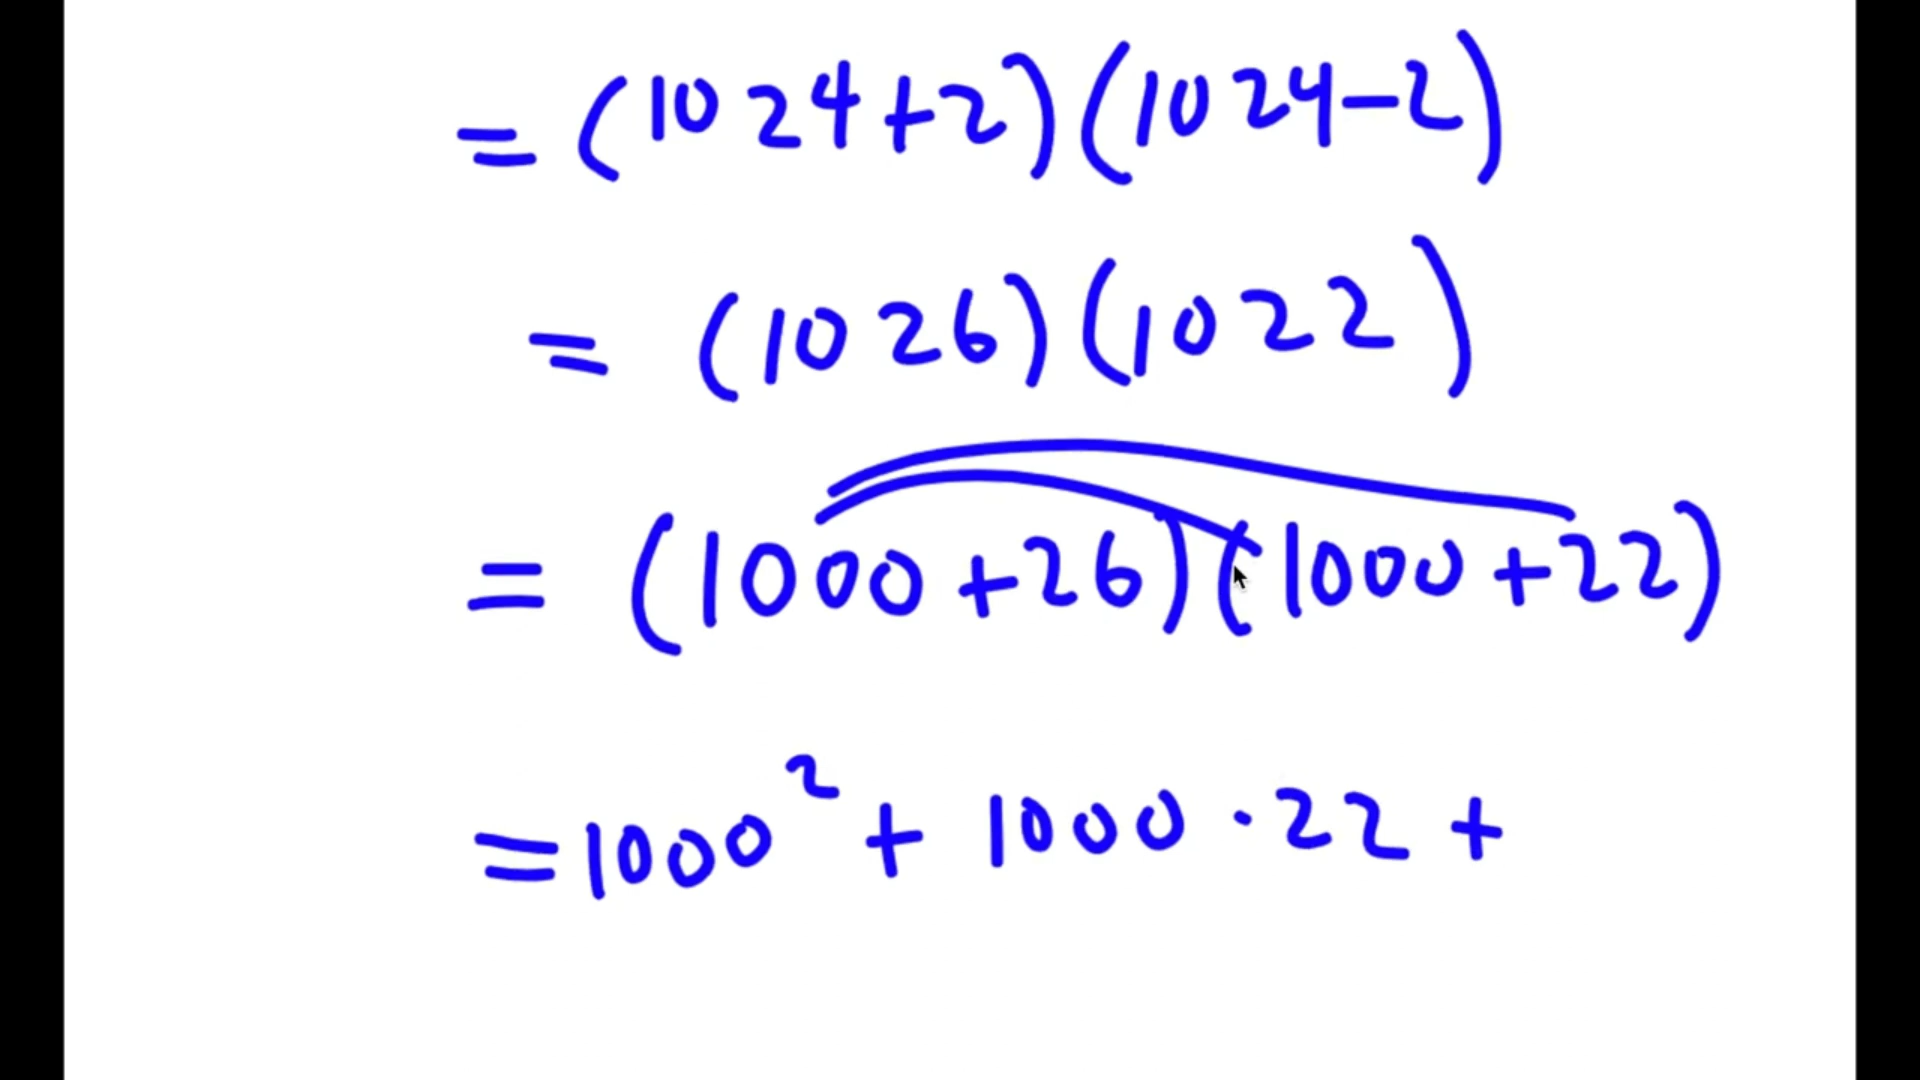 = (1024+2)(1024-2)
= (1026)(1022)
= (1000+26)(1000+22)
= 1000² + 1000 · 22 +